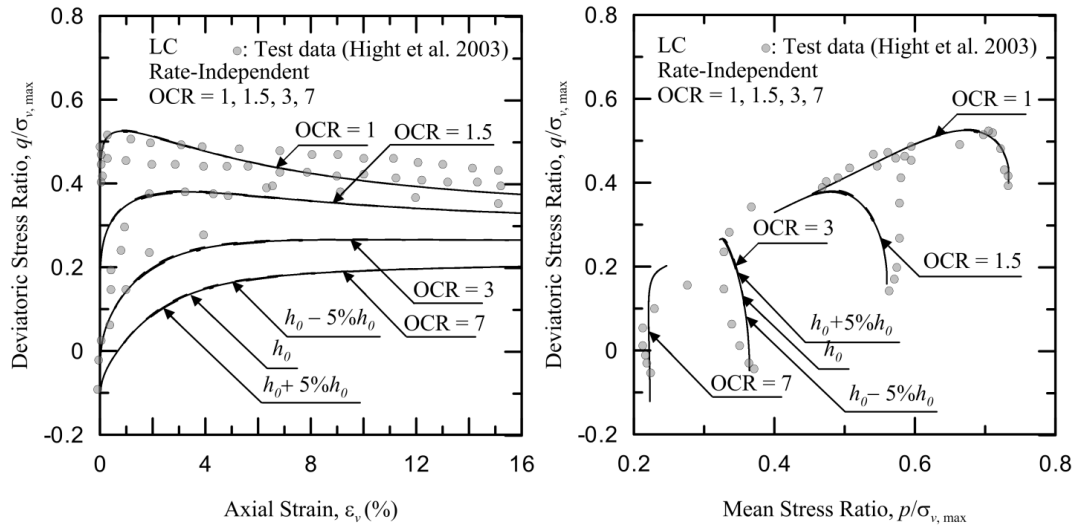 0.8
0.6
0.4
0.2
0
-0.2
Deviatoric Stress Ratio, q/σv, max
LC : Test data (Hight et al. 2003)
Rate-Independent
OCR = 1, 1.5, 3, 7
OCR = 1
OCR = 1.5
OCR = 3
OCR = 7
h0 – 5%h0
h0
h0+ 5%h0
0 4 8 12 16
Axial Strain, εv (%)
0.8
0.6
0.4
0.2
0
-0.2
Deviatoric Stress Ratio, q/σv, max
LC : Test data (Hight et al. 2003)
Rate-Independent
OCR = 1, 1.5, 3, 7
OCR = 1
OCR = 3
OCR = 1.5
h0+5%h0
h0
OCR = 7
h0– 5%h0
0.2 0.4 0.6 0.8
Mean Stress Ratio, p/σv, max